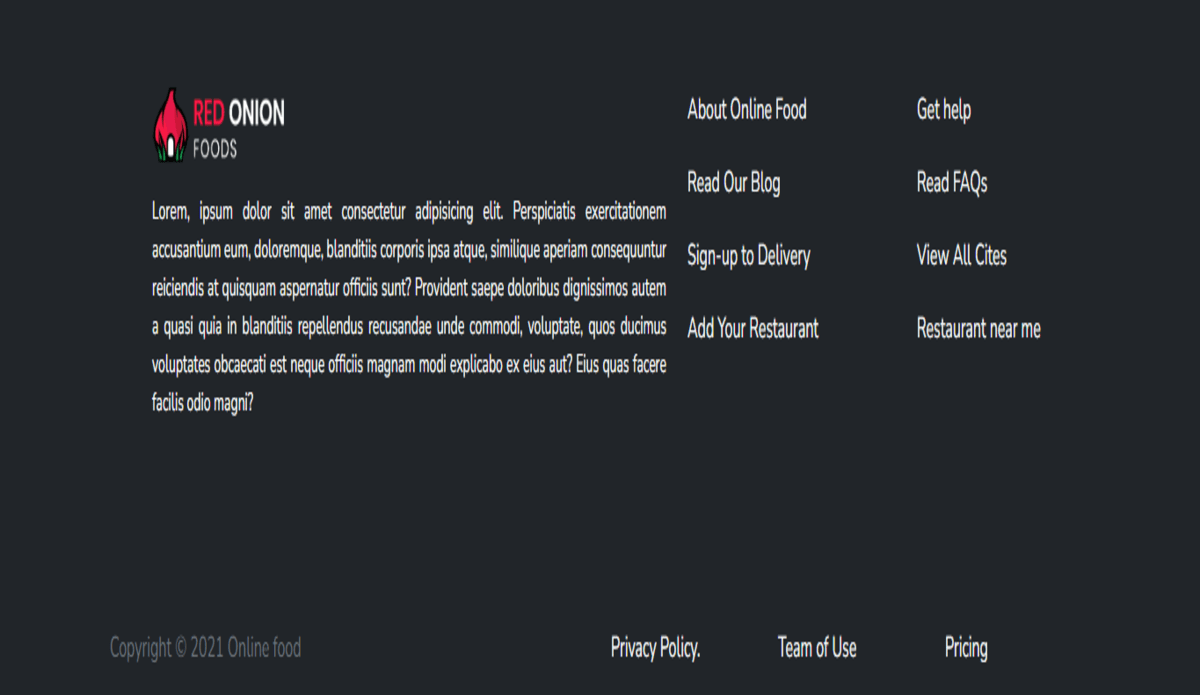 RED ONION
FOODS
Lorem, ipsum dolor sit amet consectetur adipisicing elit. Perspiciatis exercitationem
accusantium eum, doloremque, blanditiis corporis ipsa atque, similique aperiam consequuntur
reiciendis at quisquam aspernatur officiis sunt? Provident saepe doloribus dignissimos autem
a quasi quia in blanditiis repellendus recusandae unde commodi, voluptate, quos ducimus
voluptates obcaecati est neque officiis magnam modi explicabo ex eius aut? Eius quas facere
facilis odio magni?
About Online Food
Read Our Blog
Sign-up to Delivery
Add Your Restaurant
Get help
Read FAQs
View All Cites
Restaurant near me
Copyright © 2021 Online food
Privacy Policy.
Team of Use
Pricing